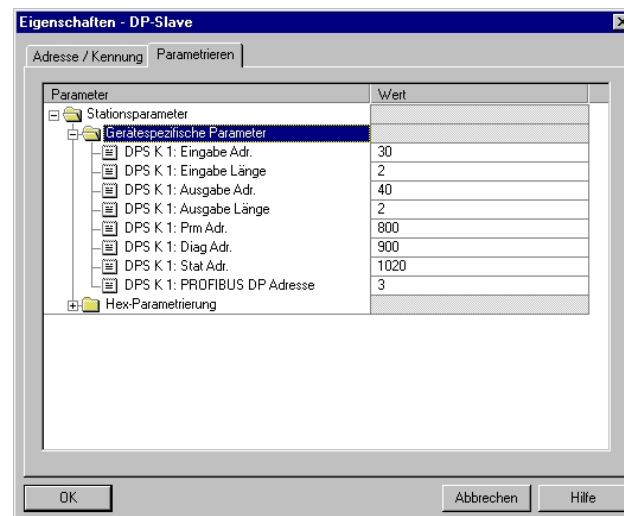 Eigenschaften - DP-Slave
Adresse / Kennung Parametrieren
Parameter Wert
Stationsparameter
Gerätespezifische Parameter
DPS K 1: Eingabe Adr. 30
DPS K 1: Eingabe Länge 2
DPS K 1: Ausgabe Adr. 40
DPS K 1: Ausgabe Länge 2
DPS K 1: Prm Adr. 800
DPS K 1: Diag Adr. 900
DPS K 1: Stat Adr. 1020
DPS K 1: PROFIBUS DP Adresse 3
Hex-Parametrierung
OK Abbrechen Hilfe